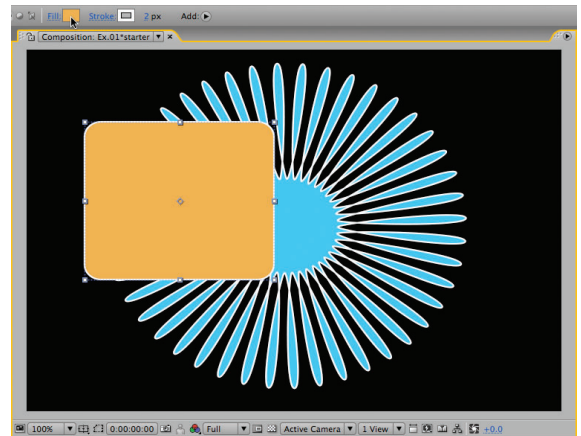 Fill: Stroke: 2 px Add:
Composition: Ex.01*starter
100% 0:00:00:00 Full Active Camera 1 View +0.0